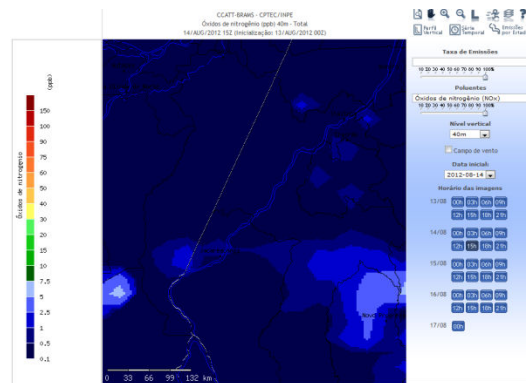 CCATT-BRAMS - CPTEC/INPE
Óxidos de nitrogênio (ppb) 40m - Total
14/AUG/2012 15Z (Inicialização: 13/AUG/2012 00Z)
Perfil Vertical
Série Temporal
Emissões por Estado
Taxa de Emissões
10 20 30 40 50 60 70 80 90 100%
Poluentes
Óxidos de nitrogênio (NOx)
10 20 30 40 50 60 70 80 90 100%
Nível vertical
40m
Campo de vento
Data inicial:
2012-08-14
Horário das imagens
13/08 00h 03h 06h 09h
12h 15h 18h 21h
14/08 00h 03h 06h 09h
12h 15h 18h 21h
15/08 00h 03h 06h 09h
12h 15h 18h 21h
16/08 00h 03h 06h 09h
12h 15h 18h 21h
17/08 00h
(ppb)
Óxidos de nitrogenio
150
100
90
75
50
40
30
20
15
10
7.5
5
2.5
2
1
0.5
0.1
0 33 66 99 132 km